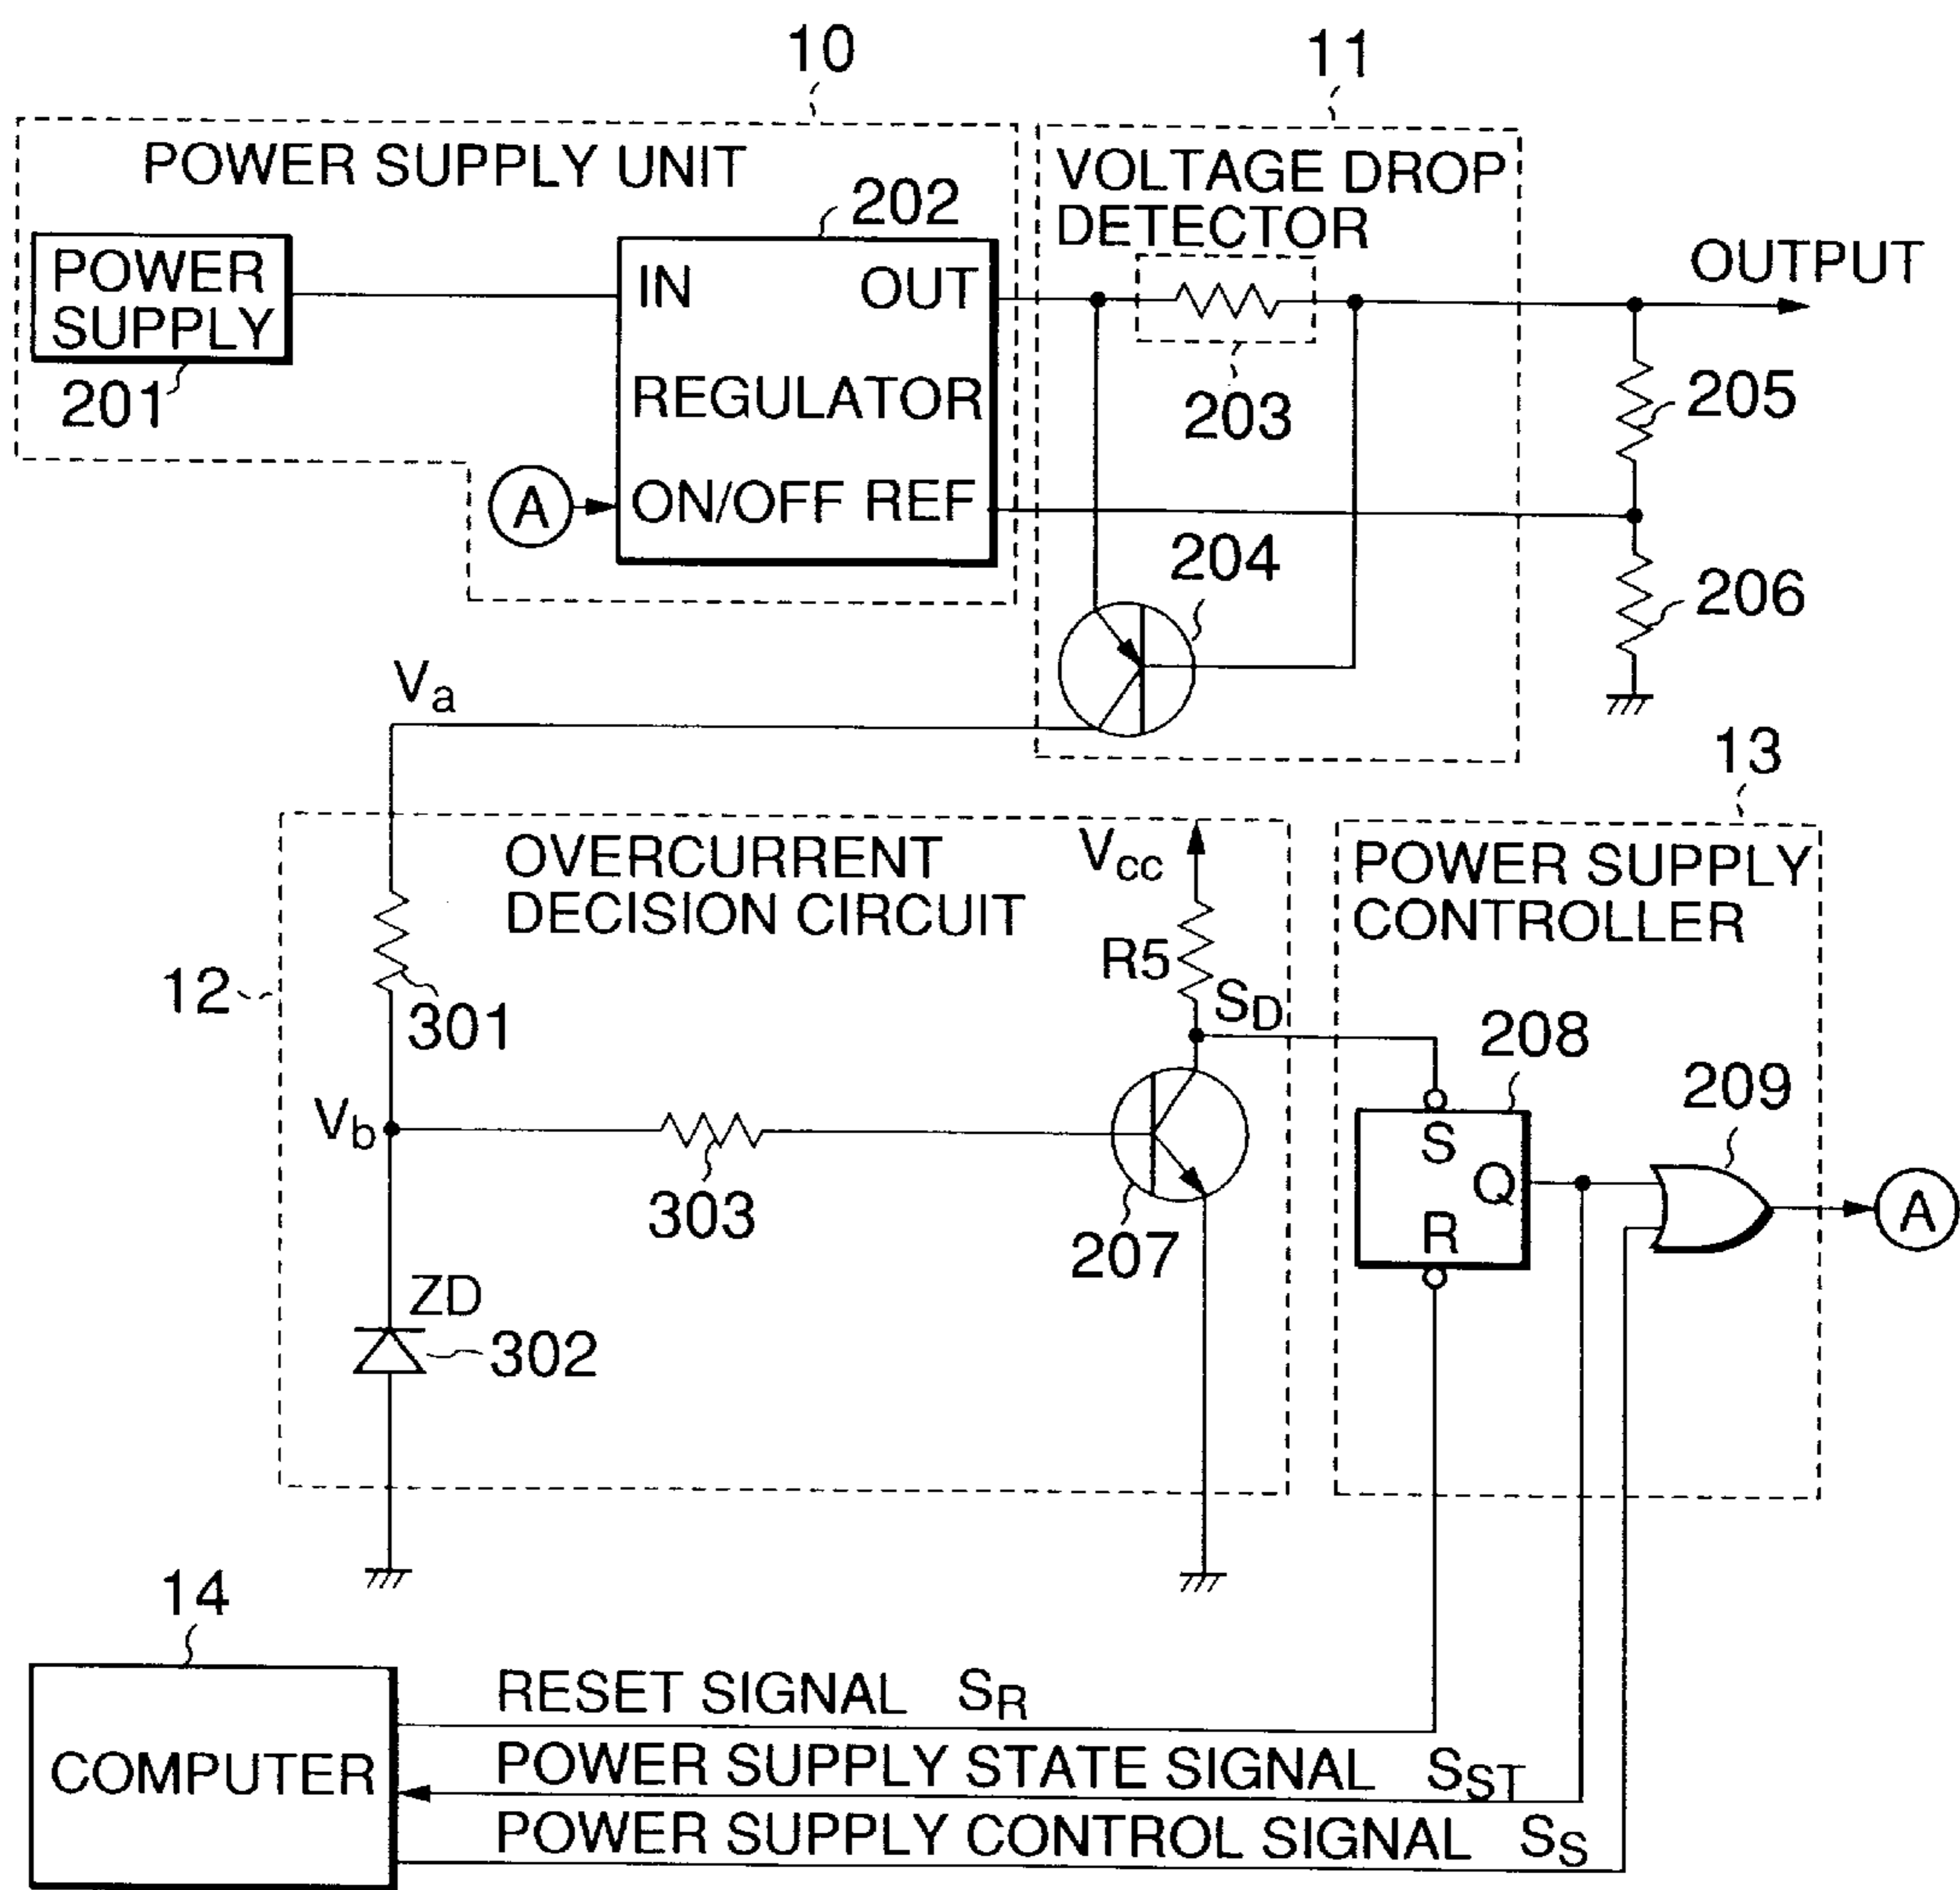 10
11
POWER SUPPLY UNIT
VOLTAGE DROP
DETECTOR
202
POWER
SUPPLY
201
IN
OUT
REGULATOR
ON/OFF REF
A
203
OUTPUT
205
204
206
Va
13
OVERCURRENT
DECISION CIRCUIT
Vcc
POWER SUPPLY
CONTROLLER
12
301
R5
SD
208
209
Vb
303
207
S
Q
R
A
ZD
302
14
COMPUTER
RESET SIGNAL SR
POWER SUPPLY STATE SIGNAL SST
POWER SUPPLY CONTROL SIGNAL SS